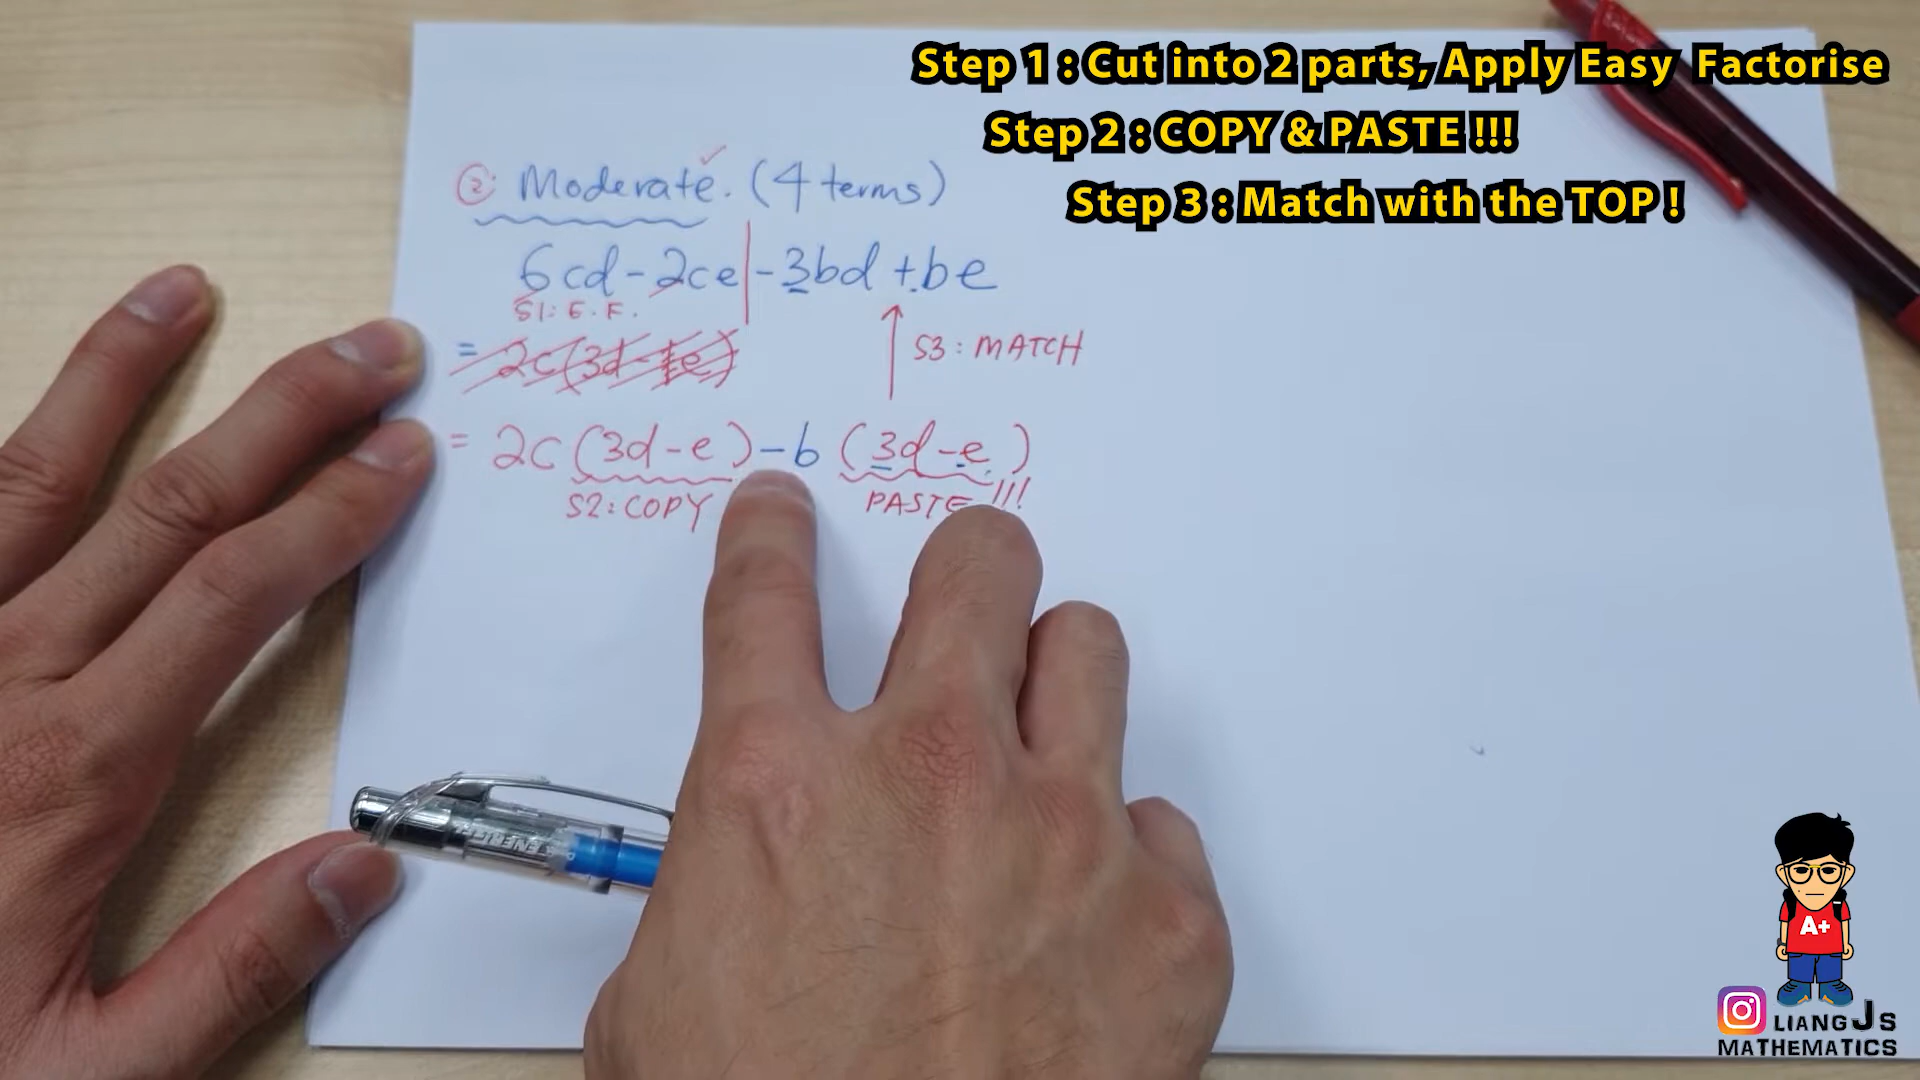 Step 1 : Cut into 2 parts, Apply Easy Factorise
Step 2 : COPY & PASTE !!!
Step 3 : Match with the TOP !
2. Moderate. (4 terms)
6cd - 2ce | - 3bd + be
S1: E.F.
= 2c(3d - 1e)
S3 : MATCH
= 2c (3d - e) - b (3d - e)
S2: COPY PASTE !!!
ENERGEL
A+
LIANGJS
MATHEMATICS